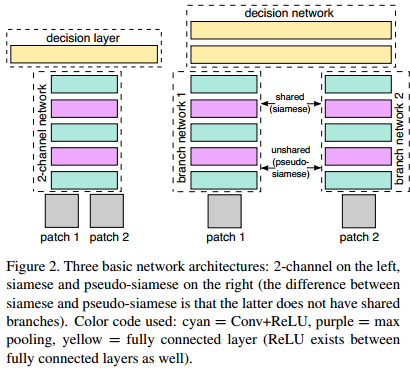 decision layer
decision network
2-channel network
branch network 1
shared
(siamese)
unshared
(pseudo-
siamese)
branch network 2
patch 1
patch 2
patch 1
patch 2
Figure 2. Three basic network architectures: 2-channel on the left,
siamese and pseudo-siamese on the right (the difference between
siamese and pseudo-siamese is that the latter does not have shared
branches). Color code used: cyan = Conv+ReLU, purple = max
pooling, yellow = fully connected layer (ReLU exists between
fully connected layers as well).